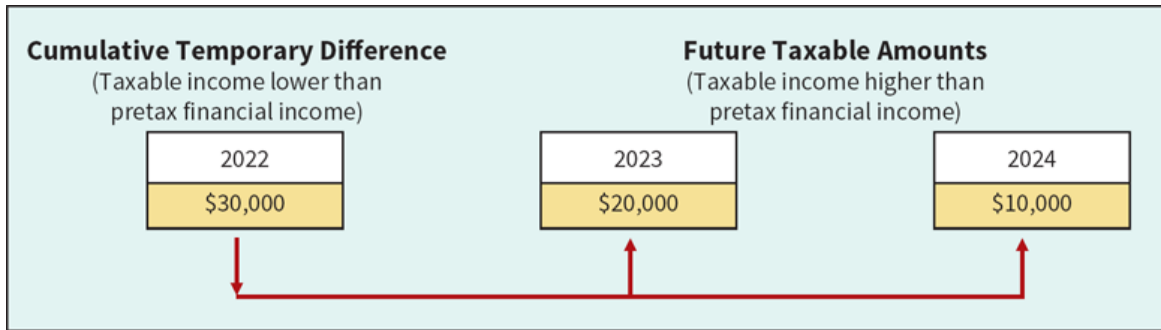 Cumulative Temporary Difference
(Taxable income lower than
pretax financial income)
Future Taxable Amounts
(Taxable income higher than
pretax financial income)
2022
2023
2024
$30,000
$20,000
$10,000